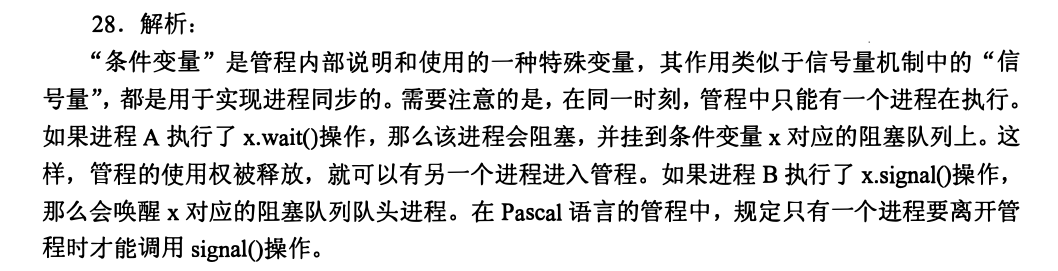 28．解析：
“条件变量”是管程内部说明和使用的一种特殊变量，其作用类似于信号量机制中的“信
号量”，都是用于实现进程同步的。需要注意的是，在同一时刻，管程中只能有一个进程在执行。
如果进程 A 执行了 x.wait()操作，那么该进程会阻塞，并挂到条件变量 x 对应的阻塞队列上。这
样，管程的使用权被释放，就可以有另一个进程进入管程。如果进程 B 执行了 x.signal()操作，
那么会唤醒 x 对应的阻塞队列队头进程。在 Pascal 语言的管程中，规定只有一个进程要离开管
程时才能调用 signal()操作。